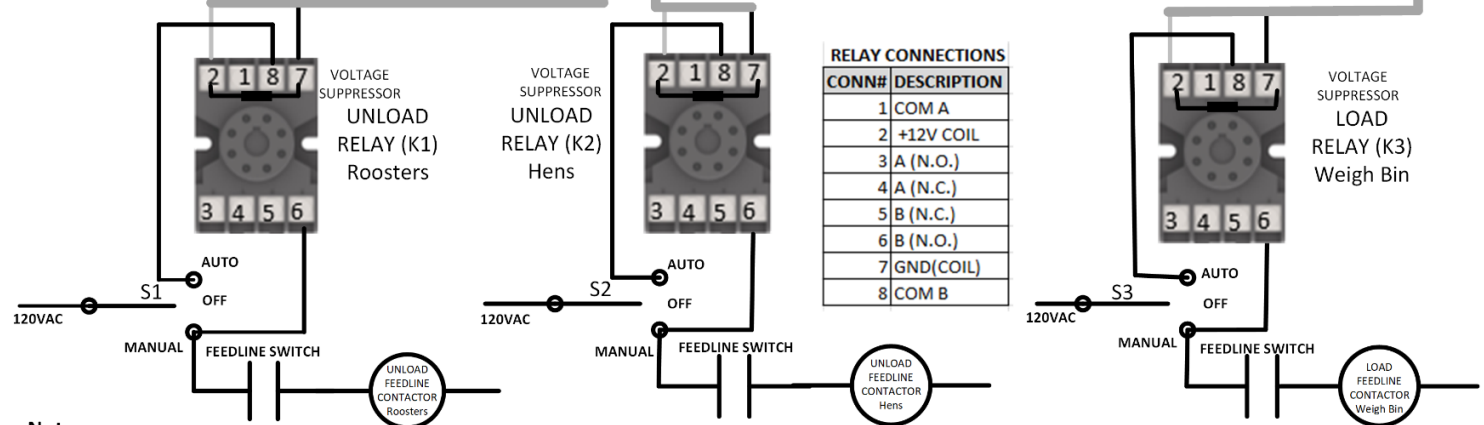 2 1 8 7
VOLTAGE
SUPPRESSOR
UNLOAD
RELAY (K1)
Roosters
3 4 5 6
AUTO
S1
OFF
120VAC
MANUAL
FEEDLINE SWITCH
UNLOAD
FEEDLINE
CONTACTOR
Roosters
2 1 8 7
VOLTAGE
SUPPRESSOR
UNLOAD
RELAY (K2)
Hens
3 4 5 6
AUTO
S2
OFF
120VAC
MANUAL
FEEDLINE SWITCH
UNLOAD
FEEDLINE
CONTACTOR
Hens
RELAY CONNECTIONS
CONN# DESCRIPTION
1 COM A
2 +12V COIL
3 A (N.O.)
4 A (N.C.)
5 B (N.C.)
6 B (N.O.)
7 GND(COIL)
8 COM B
2 1 8 7
VOLTAGE
SUPPRESSOR
LOAD
RELAY (K3)
Weigh Bin
3 4 5 6
AUTO
S3
OFF
120VAC
MANUAL
FEEDLINE SWITCH
LOAD
FEEDLINE
CONTACTOR
Weigh Bin